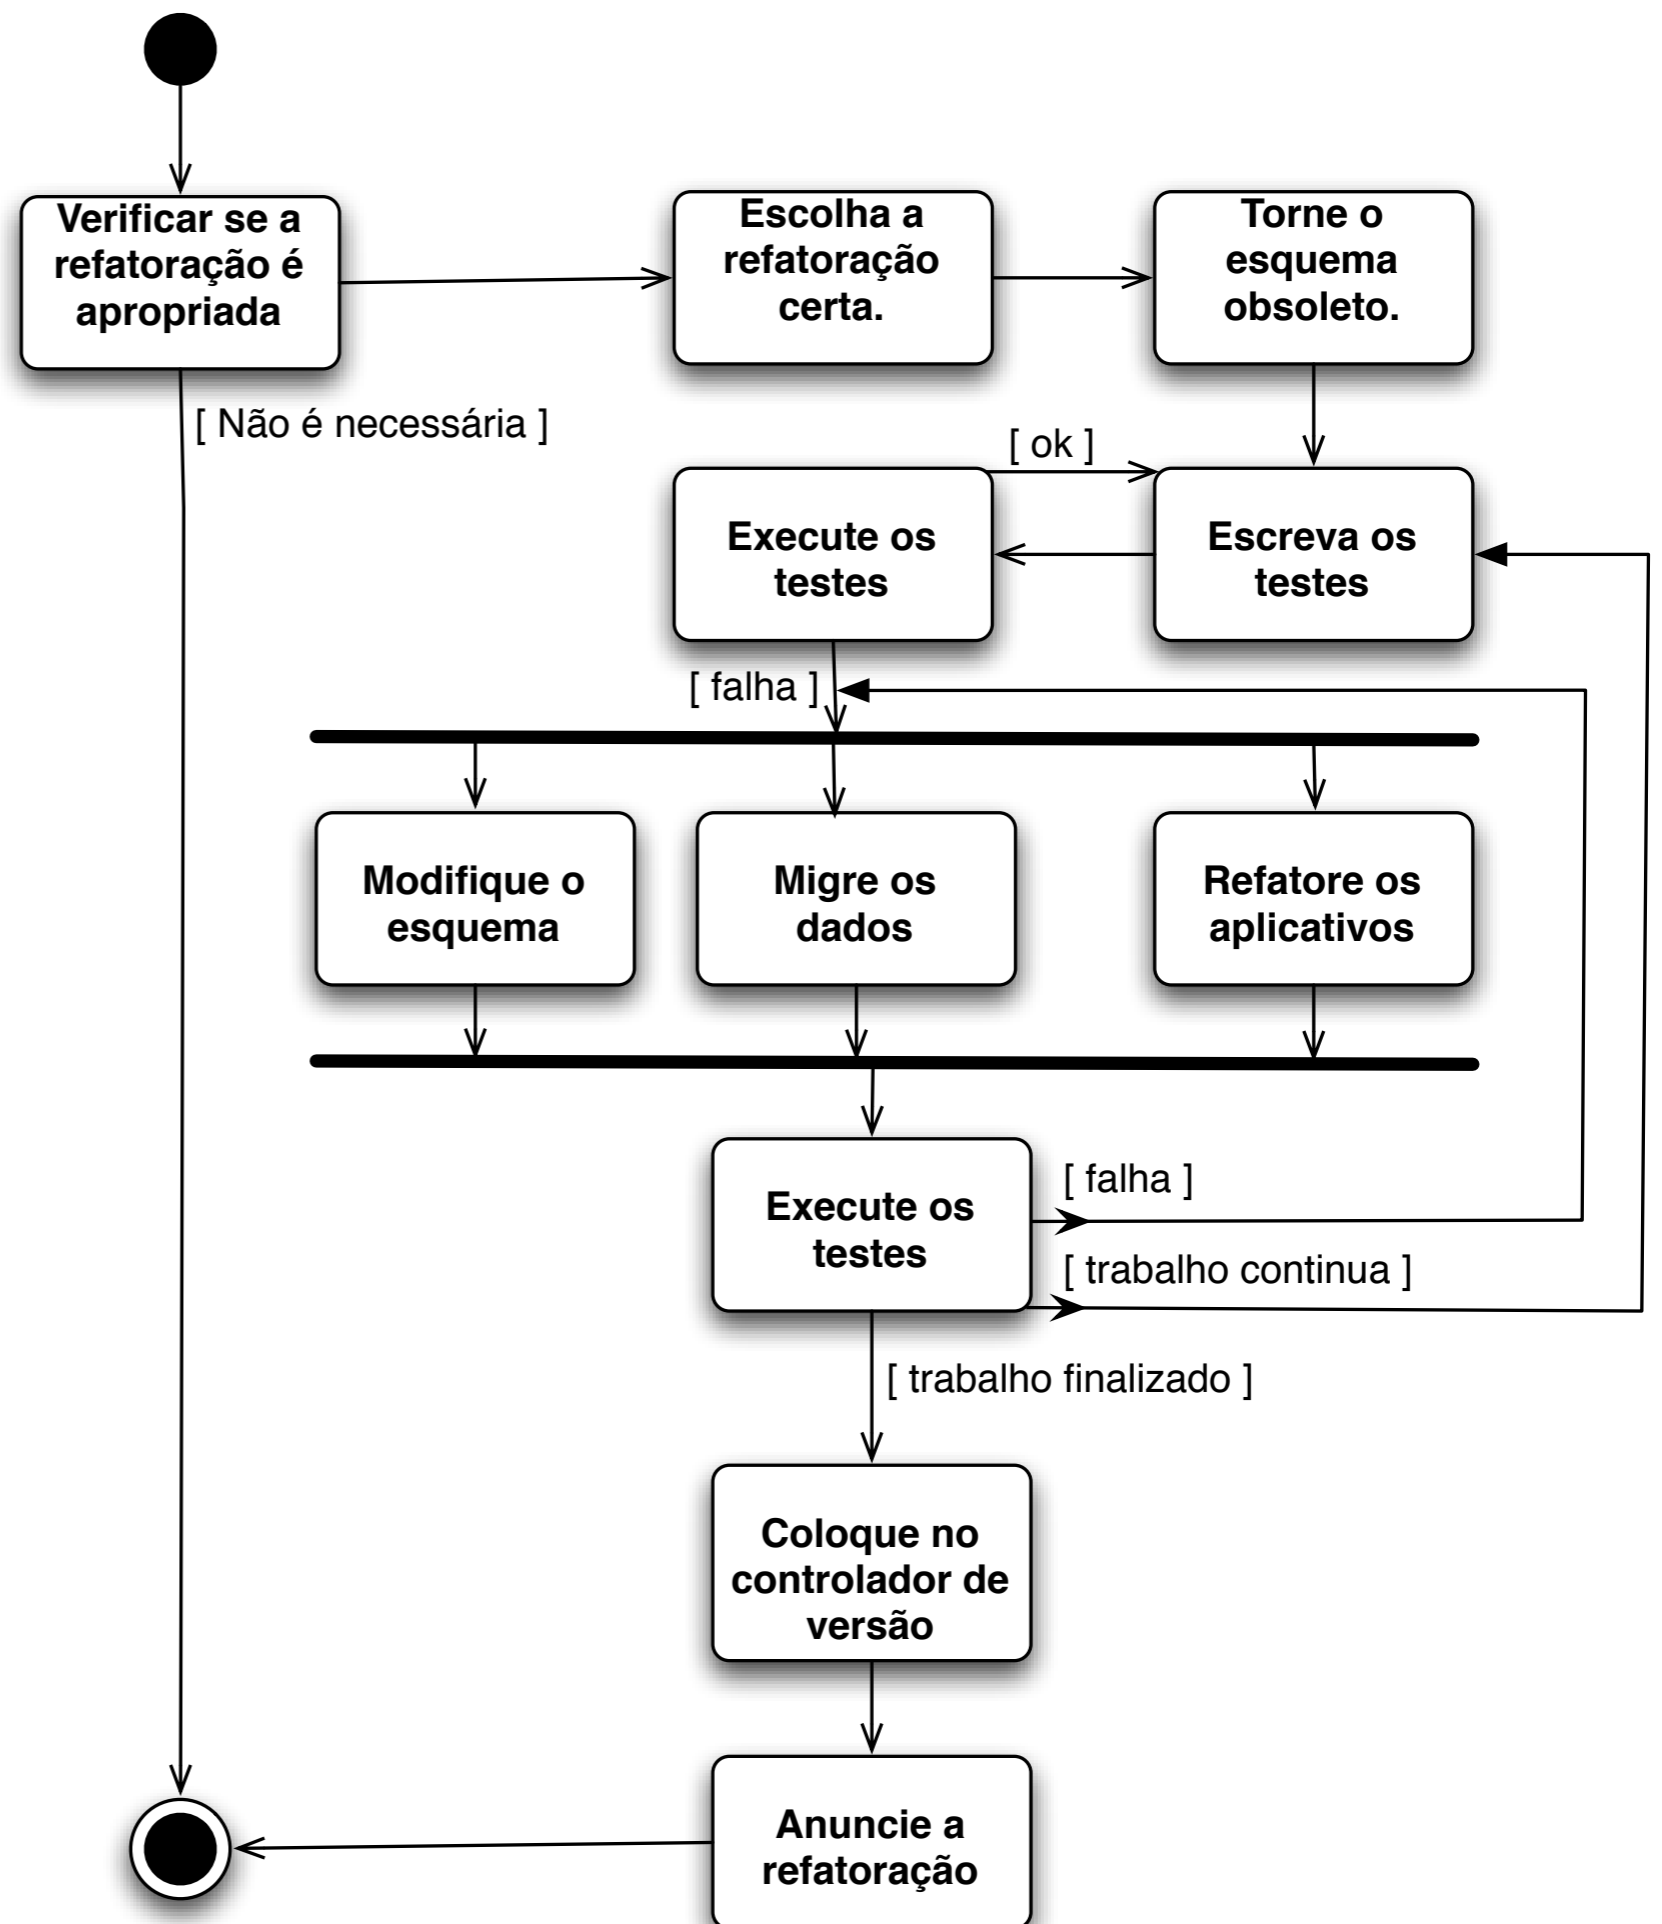 Verificar se a
refatoração é
apropriada
Escolha a
refatoração
certa.
Torne o
esquema
obsoleto.
[ Não é necessária ]
[ ok ]
Execute os
testes
Escreva os
testes
[ falha ]
Modifique o
esquema
Migre os
dados
Refatore os
aplicativos
Execute os
testes
[ falha ]
[ trabalho continua ]
[ trabalho finalizado ]
Coloque no
controlador de
versão
Anuncie a
refatoração